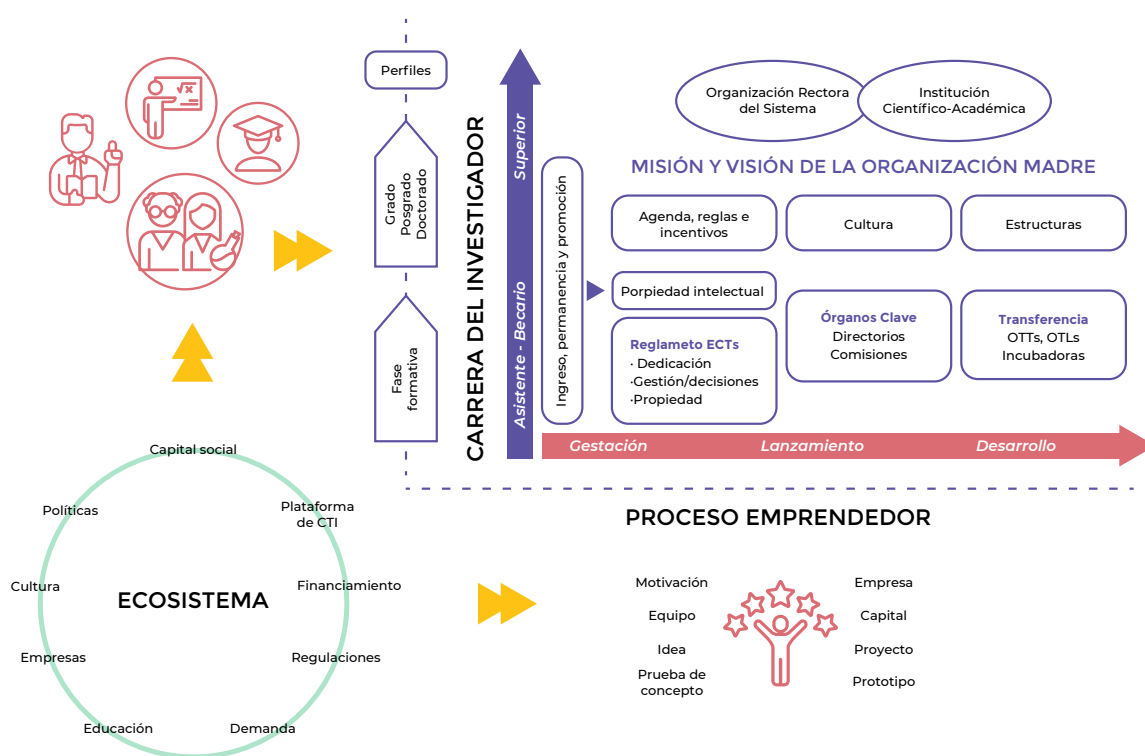 Perfiles
Grado
Posgrado
Doctorado
Fase
formativa
CARRERA DEL INVESTIGADOR
Superior
Asistente - Becario
Ingreso, permanencia y promoción
Organización Rectora
del Sistema
Institución
Científico-Académica
MISIÓN Y VISIÓN DE LA ORGANIZACIÓN MADRE
Agenda, reglas e
incentivos
Cultura
Estructuras
Porpiedad intelectual
Reglameto ECTs
· Dedicación
·Gestión/decisiones
·Propiedad
Órganos Clave
Directorios
Comisiones
Transferencia
OTTs, OTLs
Incubadoras
Gestación
Lanzamiento
Desarrollo
PROCESO EMPRENDEDOR
Motivación
Equipo
Idea
Prueba de
concepto
Empresa
Capital
Proyecto
Prototipo
ECOSISTEMA
Capital social
Plataforma
de CTI
Financiamiento
Regulaciones
Demanda
Educación
Empresas
Cultura
Políticas
√x